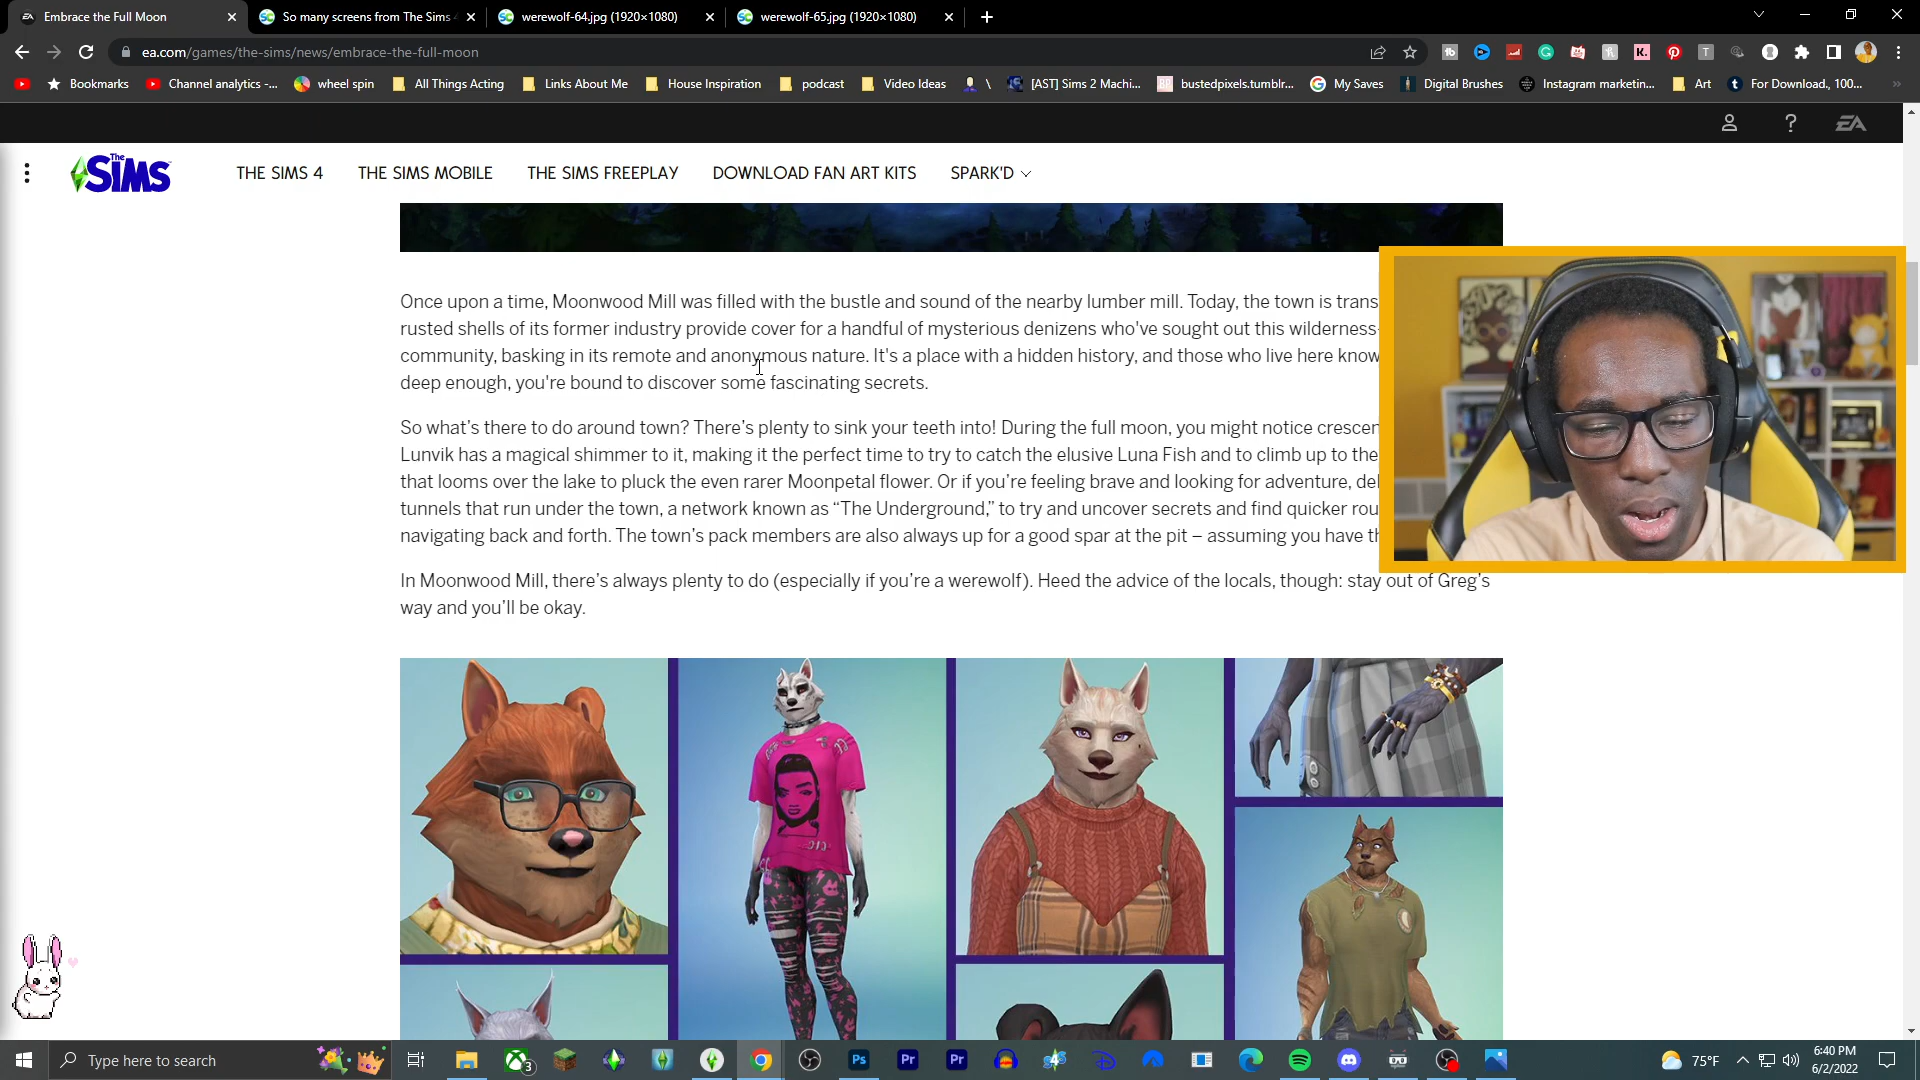 Embrace the Full Moon
So many screens from The Sims
werewolf-64.jpg (1920×1080)
werewolf-65.jpg (1920×1080)
ea.com/games/the-sims/news/embrace-the-full-moon
Bookmarks
Channel analytics -...
wheel spin
All Things Acting
Links About Me
House Inspiration
podcast
Video Ideas
\
[AST] Sims 2 Machi...
bustedpixels.tumblr...
My Saves
Digital Brushes
Instagram marketin...
Art
For Download., 100...
EA
The SIMS
THE SIMS 4
THE SIMS MOBILE
THE SIMS FREEPLAY
DOWNLOAD FAN ART KITS
SPARK'D
Once upon a time, Moonwood Mill was filled with the bustle and sound of the nearby lumber mill. Today, the town is trans
rusted shells of its former industry provide cover for a handful of mysterious denizens who've sought out this wilderness-
community, basking in its remote and anonymous nature. It's a place with a hidden history, and those who live here know
deep enough, you're bound to discover some fascinating secrets.
So what's there to do around town? There's plenty to sink your teeth into! During the full moon, you might notice crescen
Lunvik has a magical shimmer to it, making it the perfect time to try to catch the elusive Luna Fish and to climb up to the
that looms over the lake to pluck the even rarer Moonpetal flower. Or if you're feeling brave and looking for adventure, del
tunnels that run under the town, a network known as “The Underground,” to try and uncover secrets and find quicker rou
navigating back and forth. The town's pack members are also always up for a good spar at the pit – assuming you have th
In Moonwood Mill, there's always plenty to do (especially if you're a werewolf). Heed the advice of the locals, though: stay out of Greg's
way and you'll be okay.
Type here to search
3
Ps
Pr
Pr
75°F
6:40 PM
6/2/2022